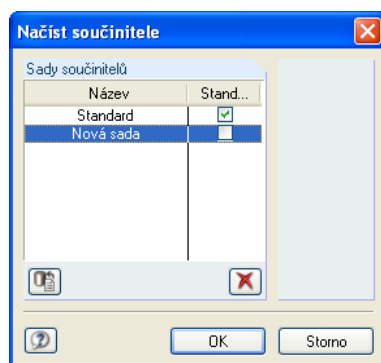 Načíst součinitele
Sady součinitelů
Název Stand...
Standard
Nová sada
OK Storno